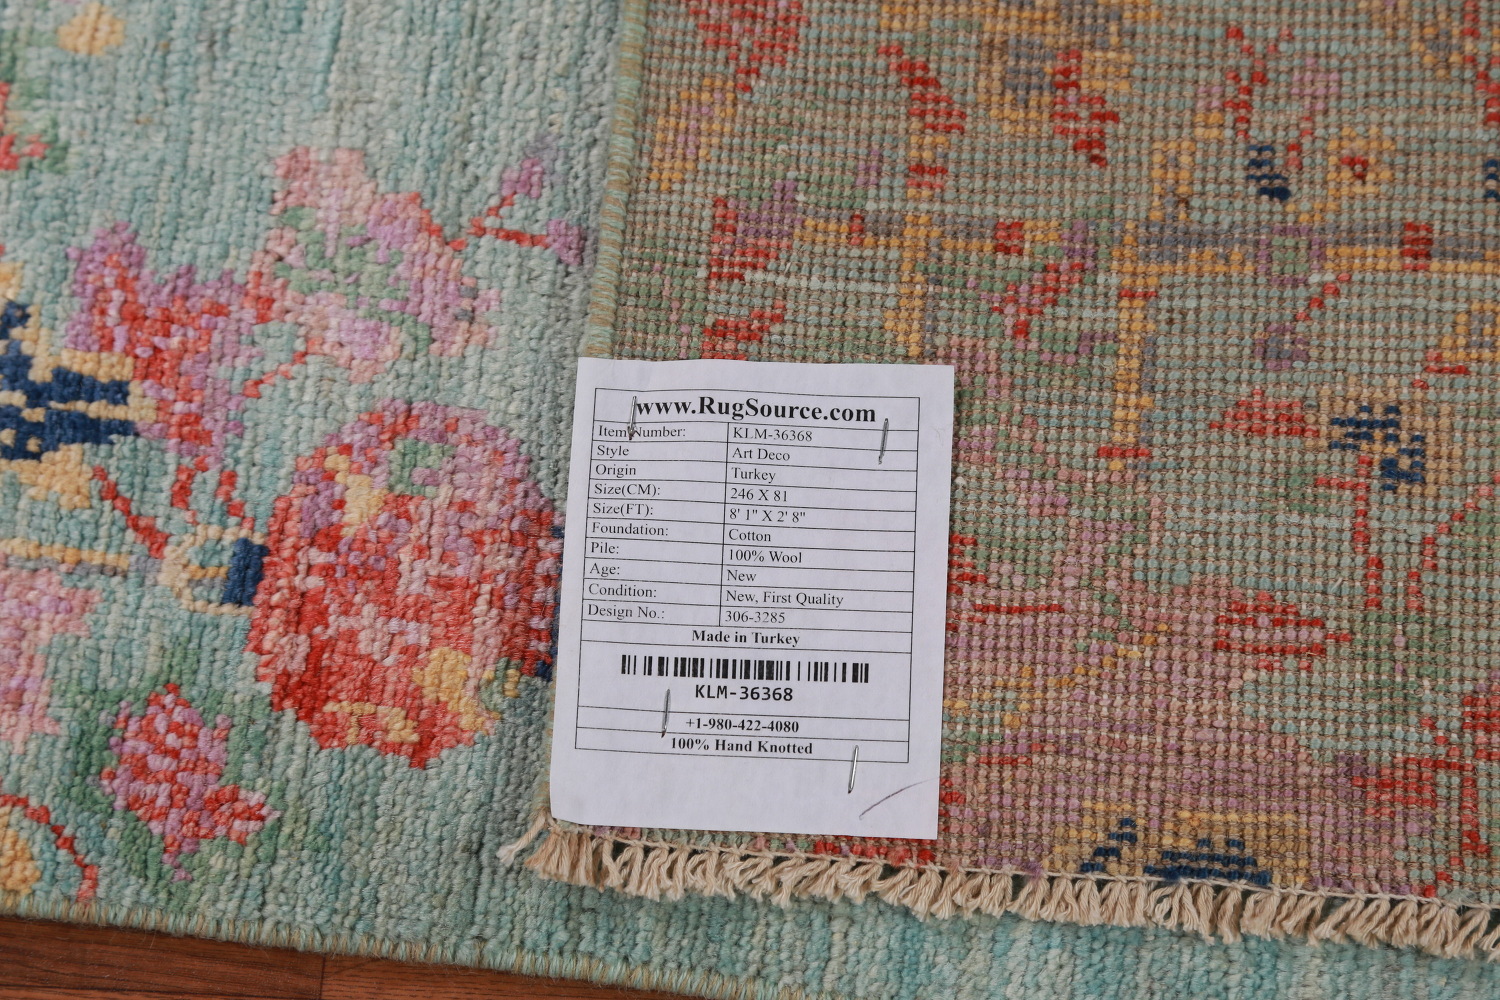 www.RugSource.com
Item Number: KLM-36368
Style Art Deco
Origin Turkey
Size(CM): 246 X 81
Size(FT): 8' 1" X 2' 8"
Foundation: Cotton
Pile: 100% Wool
Age: New
Condition: New, First Quality
Design No.: 306-3285
Made in Turkey
KLM-36368
+1-980-422-4080
100% Hand Knotted